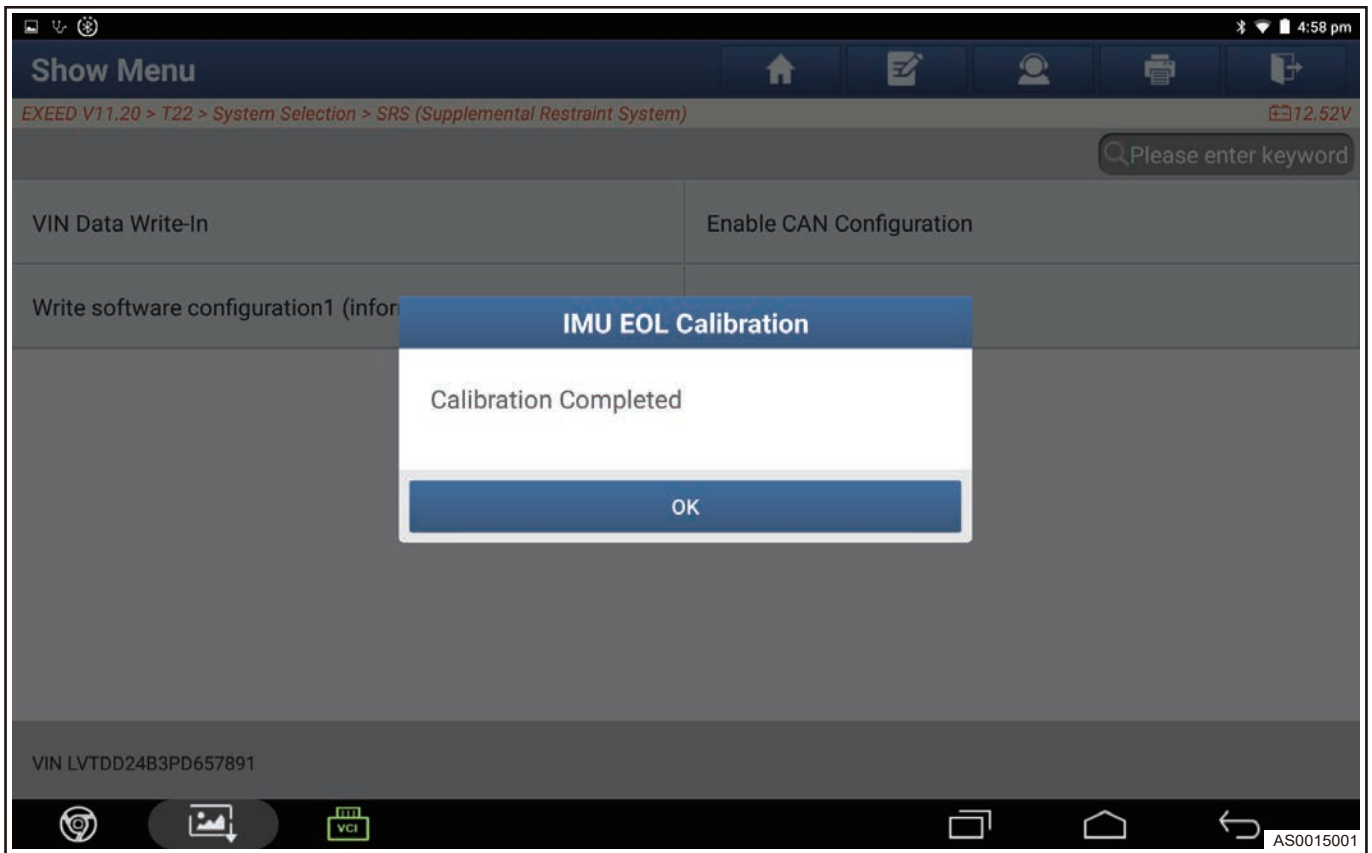 4:58 pm
Show Menu
EXEED V11.20 > T22 > System Selection > SRS (Supplemental Restraint System)
12.52V
Please enter keyword
VIN Data Write-In
Enable CAN Configuration
Write software configuration1 (infor
IMU EOL Calibration
Calibration Completed
OK
VIN LVTDD24B3PD657891
VCI
AS0015001